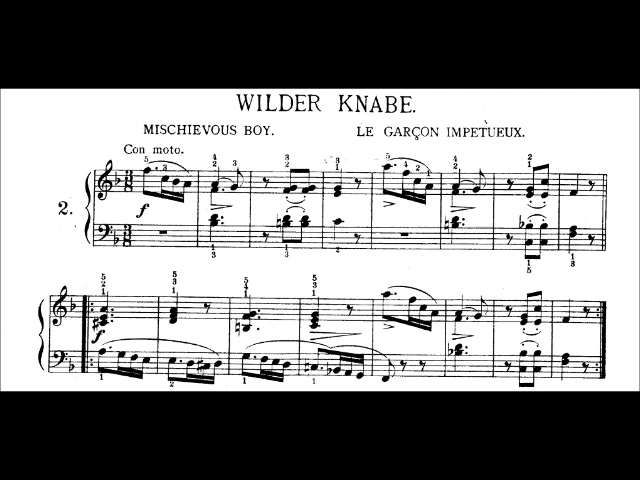 WILDER KNABE.
MISCHIEVOUS BOY. LE GARÇON IMPETUEUX.
Con moto.
2.
f
f